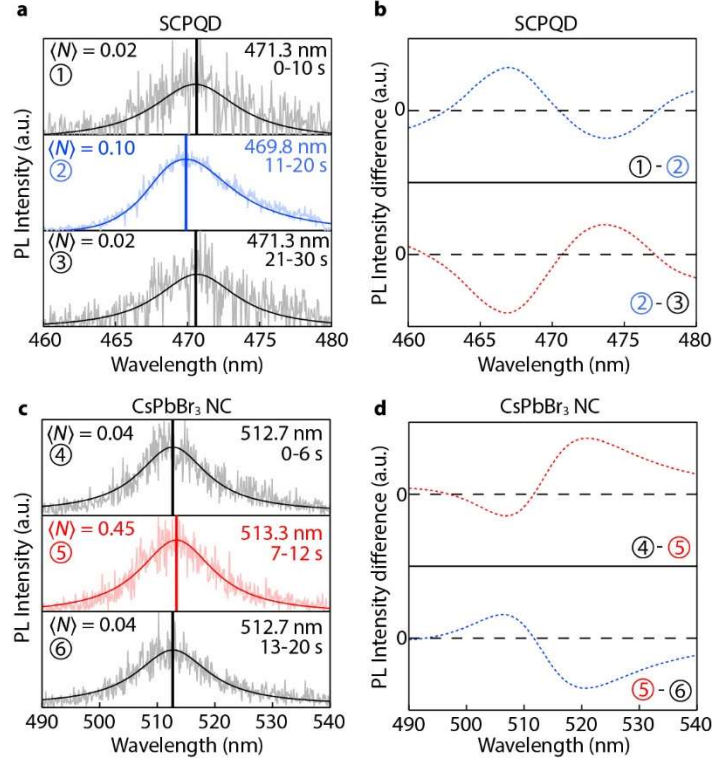 a
SCPQD
⟨N⟩ = 0.02
471.3 nm
①
0-10 s
⟨N⟩ = 0.10
469.8 nm
②
11-20 s
⟨N⟩ = 0.02
471.3 nm
③
21-30 s
PL Intensity (a.u.)
460 465 470 475 480
Wavelength (nm)
b
SCPQD
0
① - ②
0
② - ③
PL Intensity difference (a.u.)
460 465 470 475 480
Wavelength (nm)
c
CsPbBr₃ NC
⟨N⟩ = 0.04
512.7 nm
④
0-6 s
⟨N⟩ = 0.45
513.3 nm
⑤
7-12 s
⟨N⟩ = 0.04
512.7 nm
⑥
13-20 s
PL Intensity (a.u.)
490 500 510 520 530 540
Wavelength (nm)
d
CsPbBr₃ NC
0
④ - ⑤
0
⑤ - ⑥
PL Intensity difference (a.u.)
490 500 510 520 530 540
Wavelength (nm)